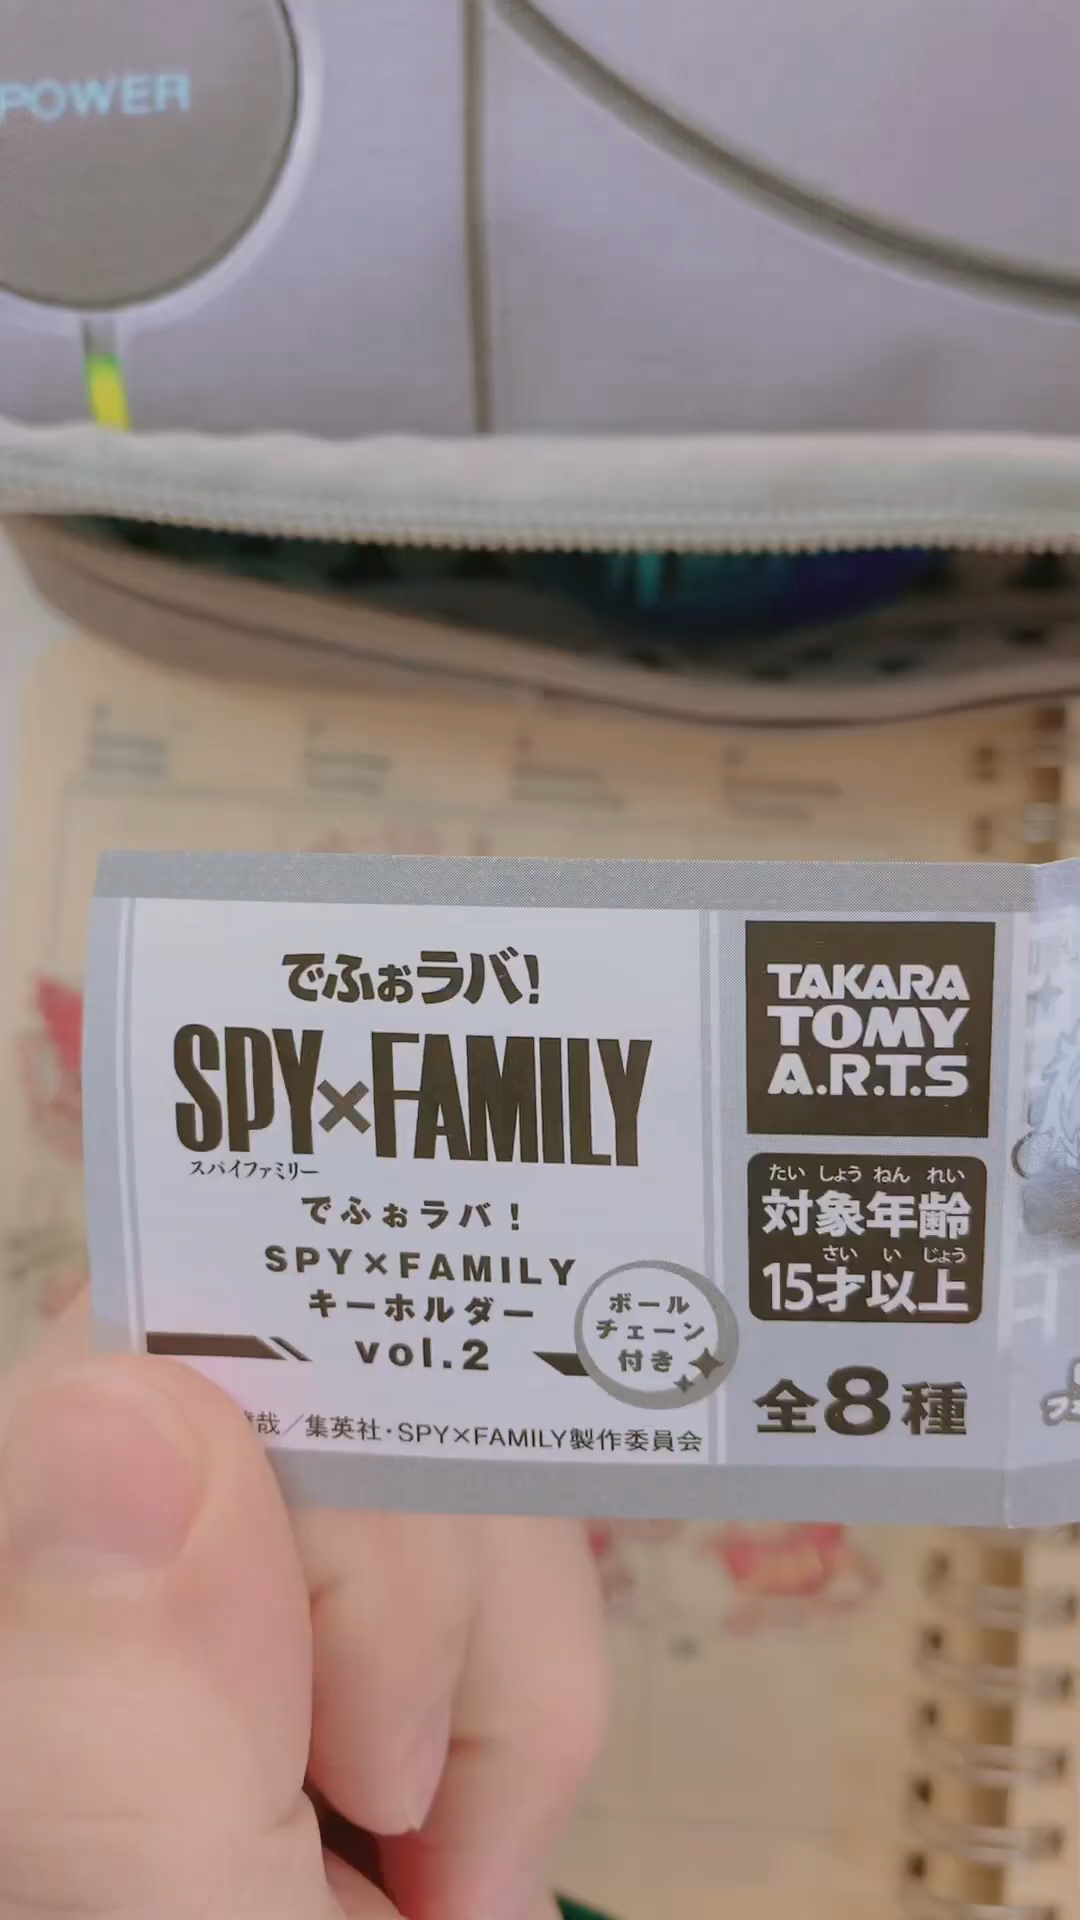 POWER
でふぉラバ!
SPY×FAMILY
スパイファミリー
でふぉラバ!
SPY×FAMILY
キーホルダー
vol.2
ボール
チェーン
付き
哉/集英社・SPY×FAMILY製作委員会
TAKARA
TOMY
A.R.T.S
たい しょう ねん れい
対象年齢
さい い じょう
15才以上
全8種